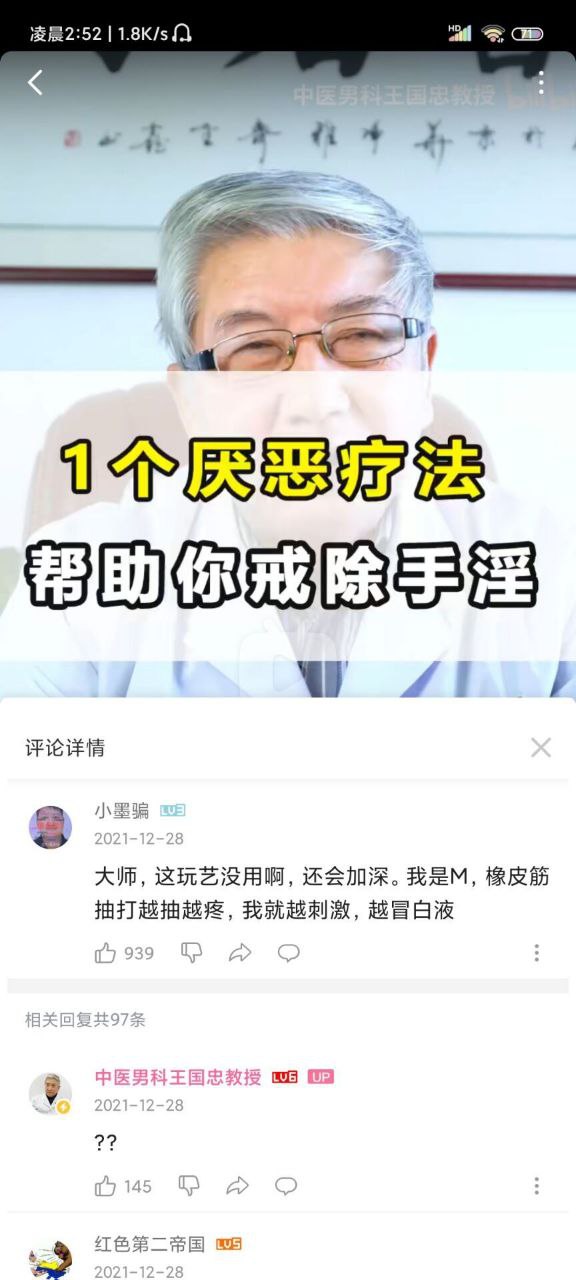 凌晨2:52 | 1.8K/s
HD
71
中医男科王国忠教授 bilibili
1个厌恶疗法
帮助你戒除手淫
评论详情
小墨骗 LV3
2021-12-28
大师，这玩艺没用啊，还会加深。我是M，橡皮筋
抽打越抽越疼，我就越刺激，越冒白液
939
相关回复共97条
中医男科王国忠教授 LV6 UP
2021-12-28
??
145
红色第二帝国 LV5
2021-12-28